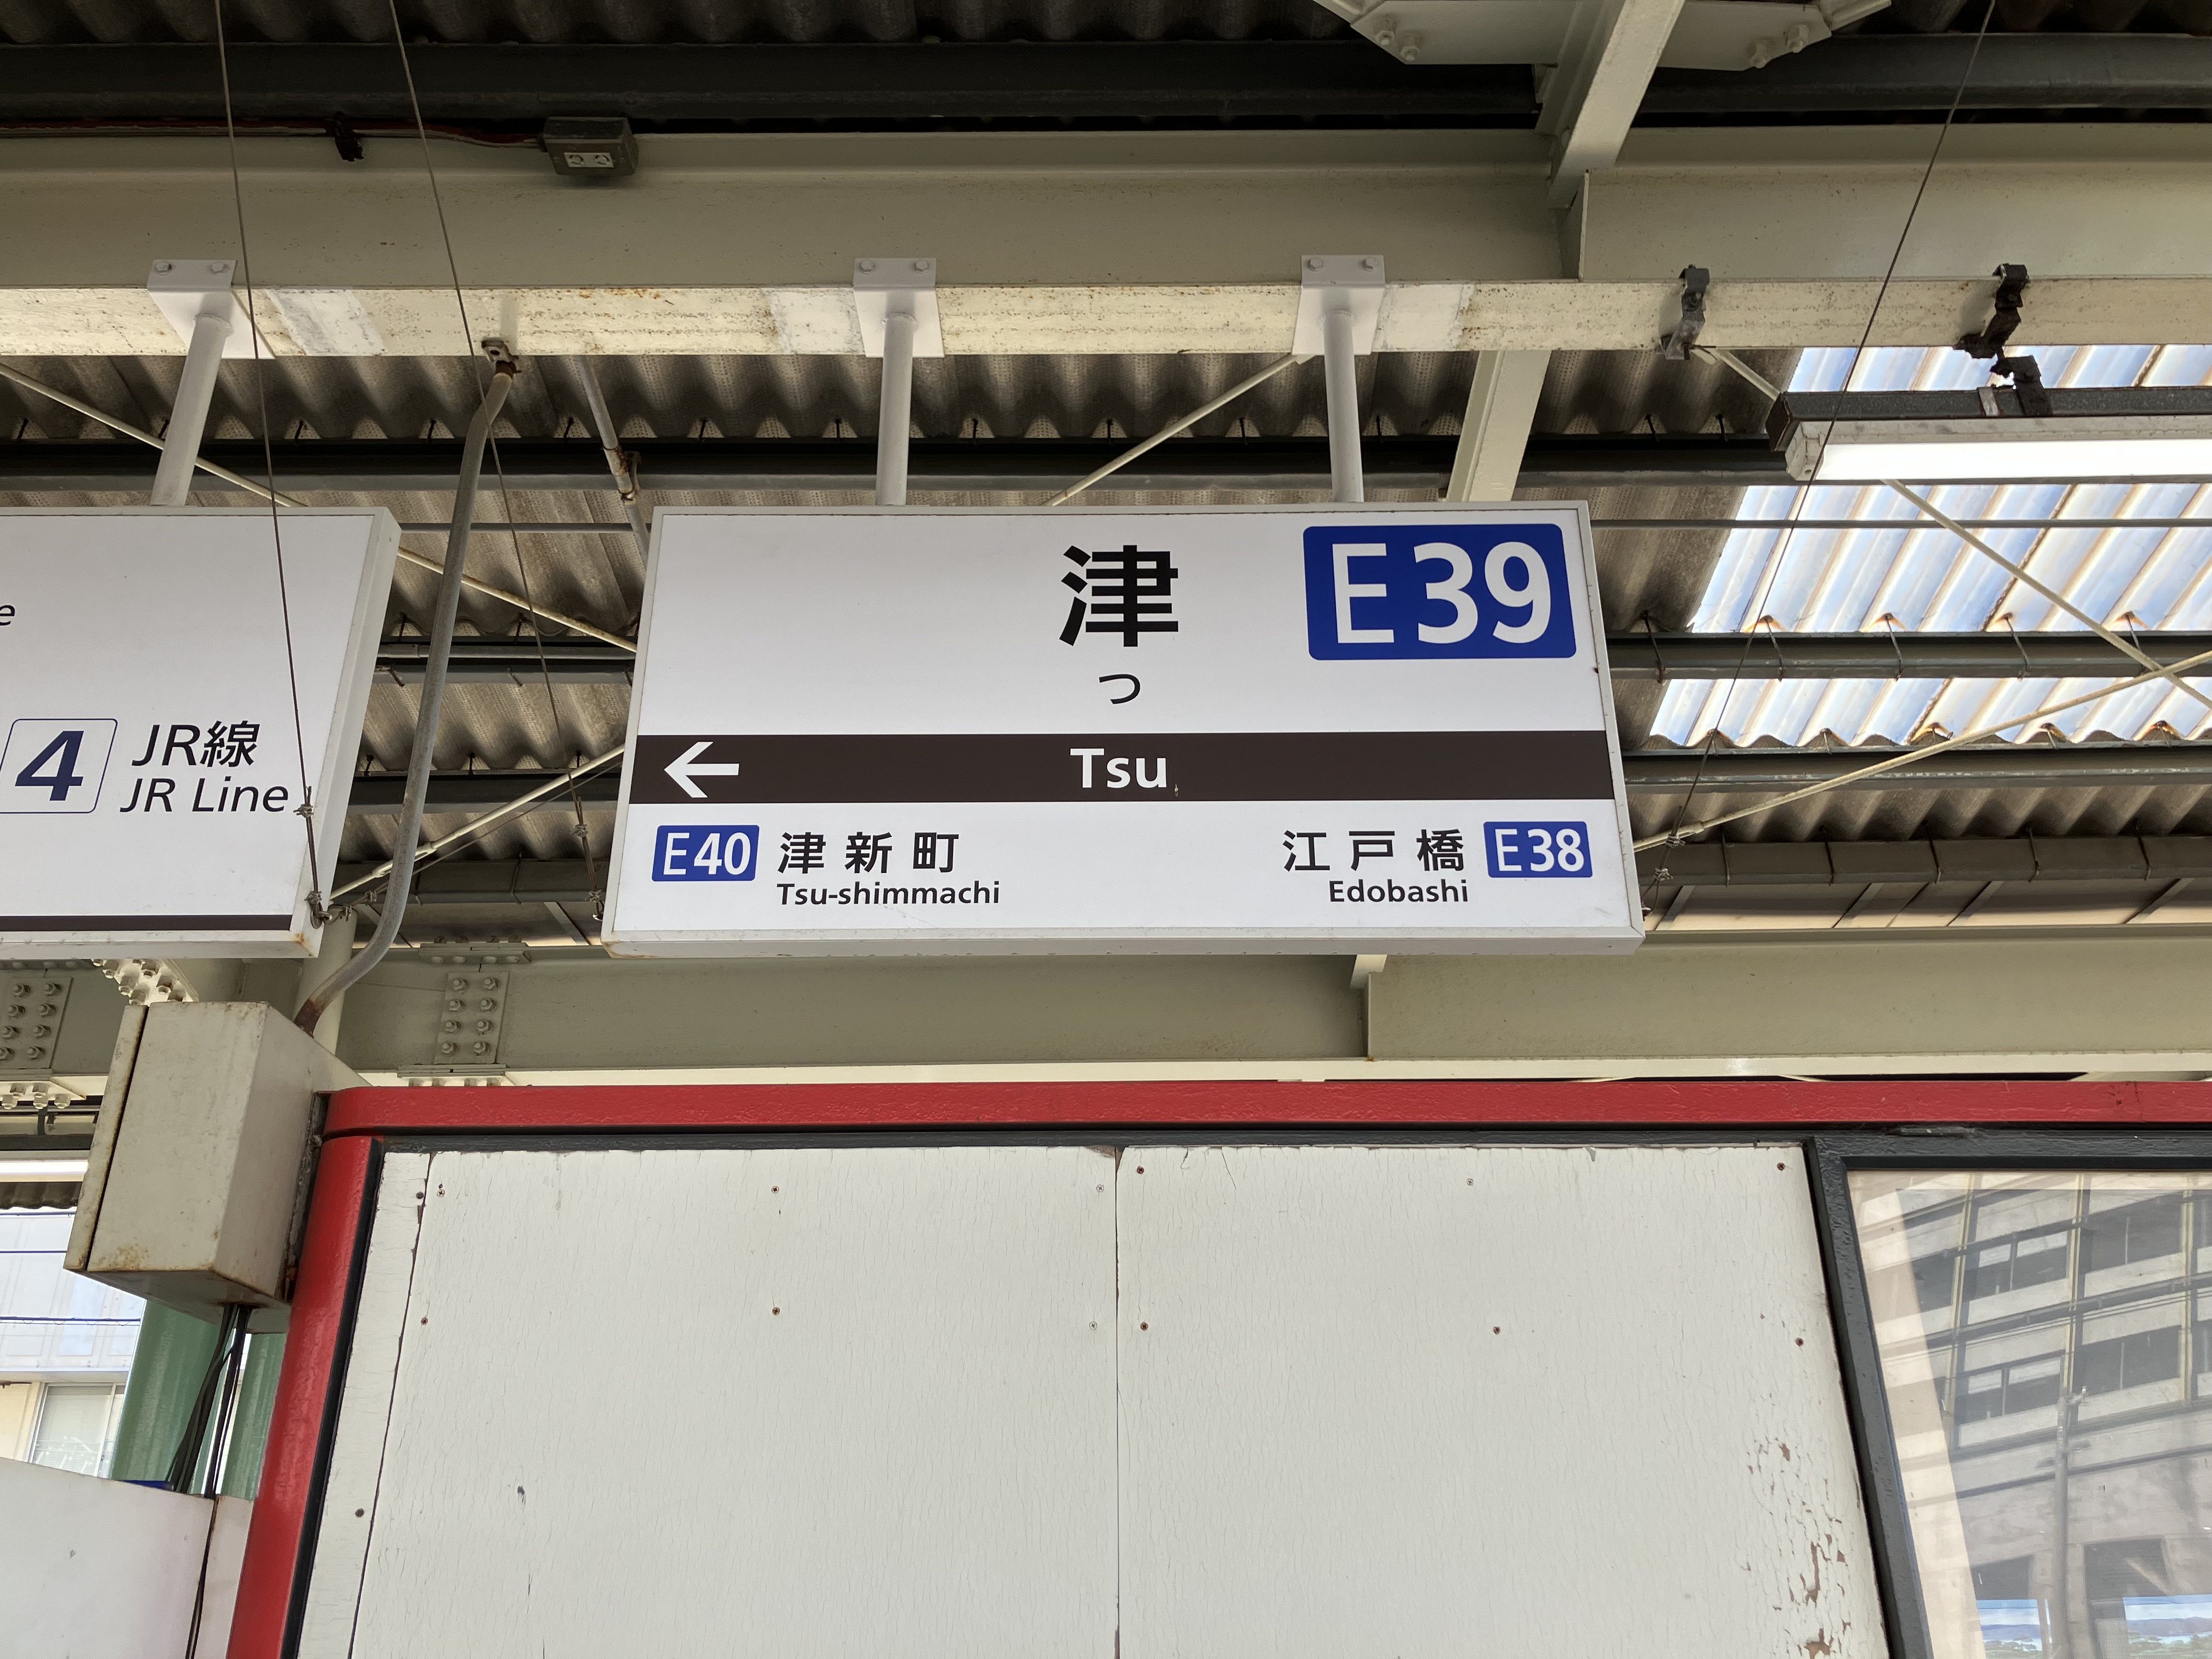 4 JR線
JR Line
津 E39
つ
← Tsu
E40 津新町 江戸橋 E38
Tsu-shimmachi Edobashi